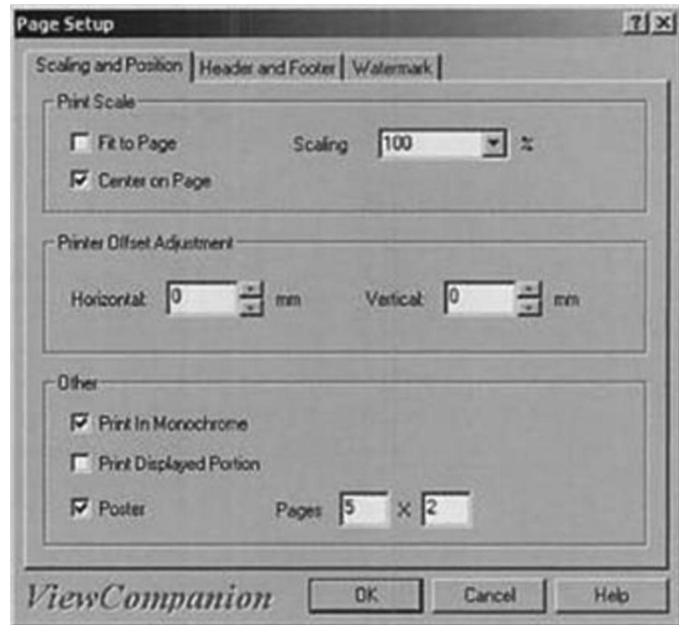 Page Setup
Scaling and Position Header and Footer Watermark
Print Scale
Fit to Page Scaling 100 %
Center on Page
Printer Offset Adjustment
Horizontal: 0 mm Vertical: 0 mm
Other
Print In Monochrome
Print Displayed Portion
Poster Pages 5 X 2
ViewCompanion OK Cancel Help